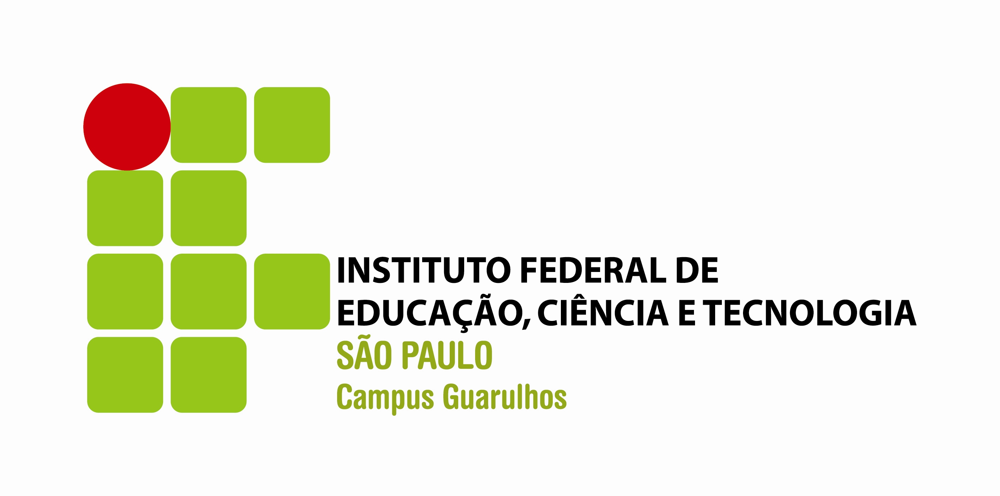 INSTITUTO FEDERAL DE
EDUCAÇÃO, CIÊNCIA E TECNOLOGIA
SÃO PAULO
Campus Guarulhos